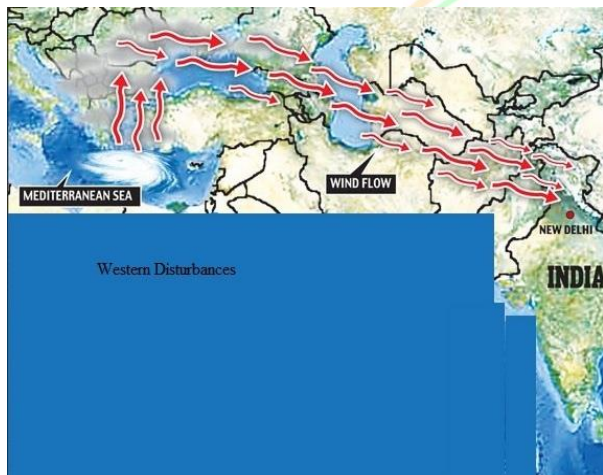 MEDITERRANEAN SEA
WIND FLOW
NEW DELHI
Western Disturbances
INDIA